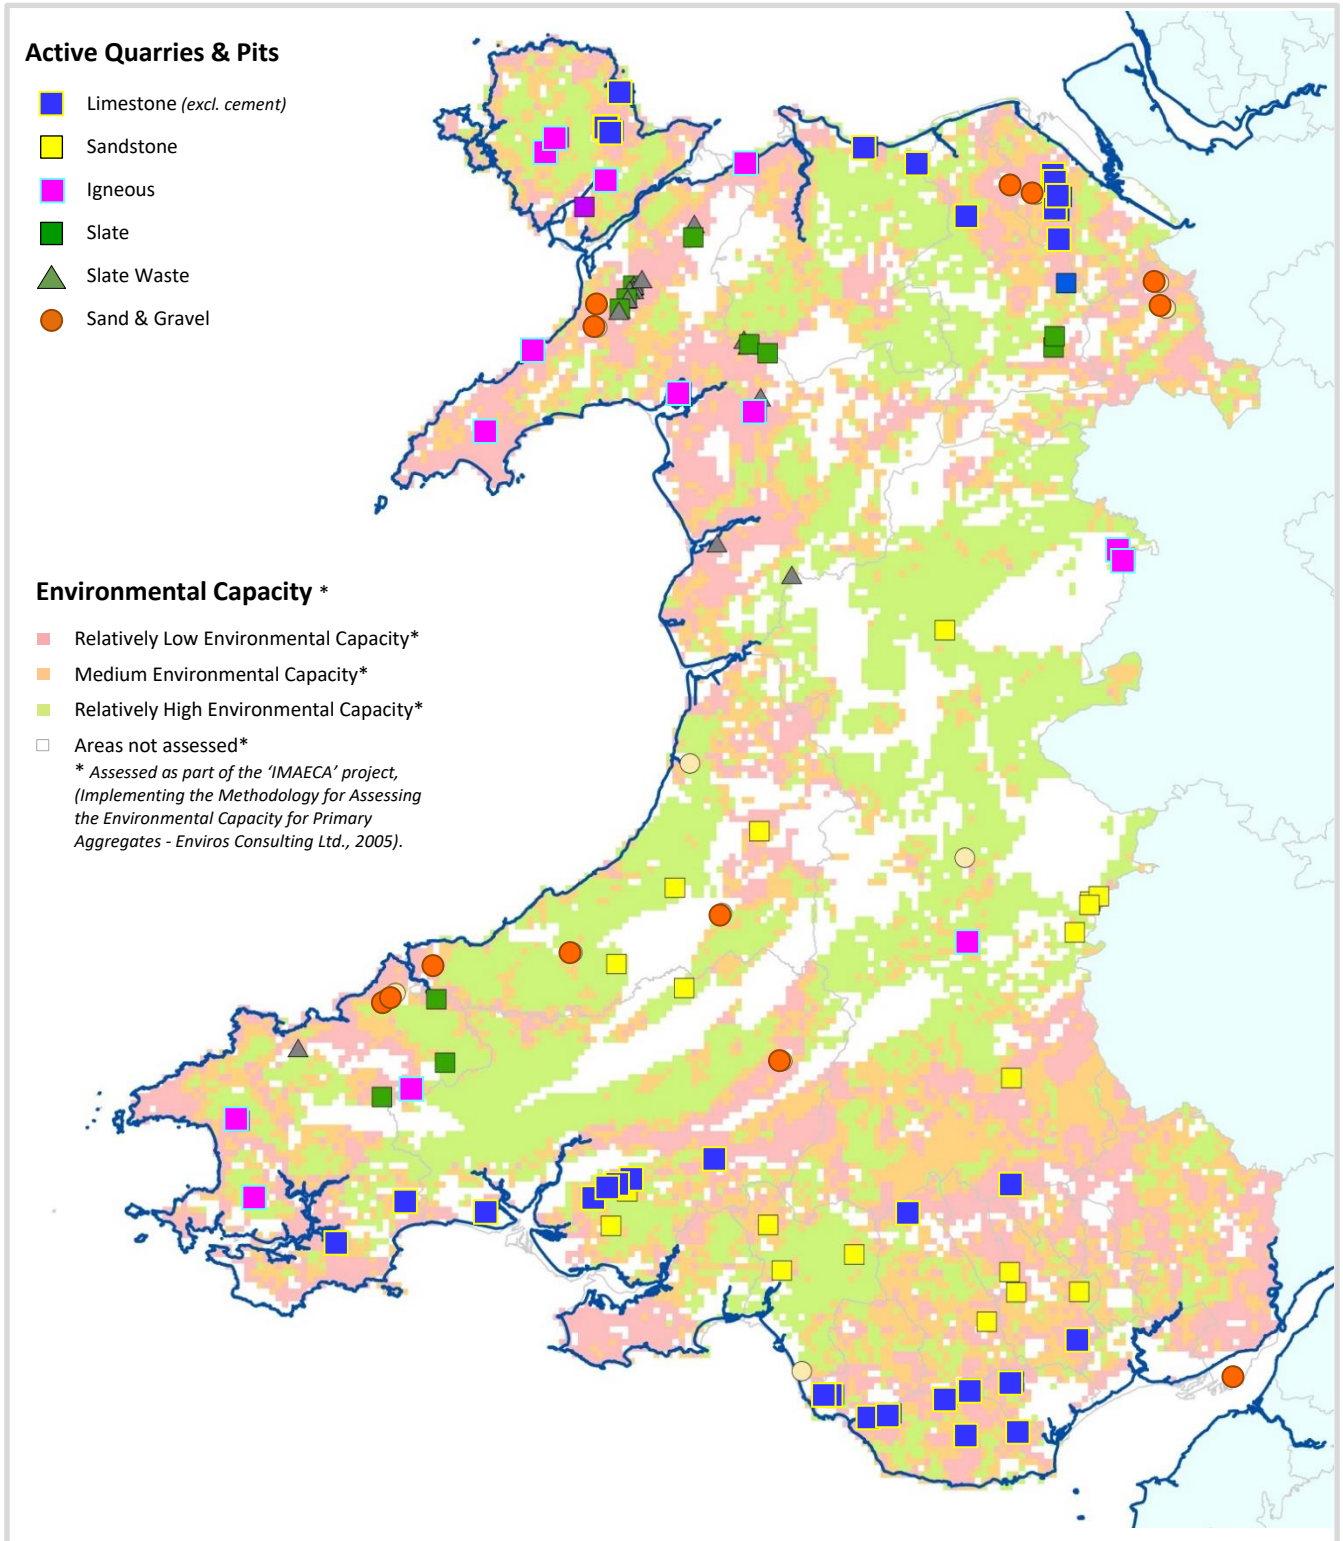 Active Quarries & Pits
Limestone (excl. cement)
Sandstone
Igneous
Slate
Slate Waste
Sand & Gravel
Environmental Capacity *
Relatively Low Environmental Capacity*
Medium Environmental Capacity*
Relatively High Environmental Capacity*
Areas not assessed*
* Assessed as part of the ‘IMAECA’ project,
(Implementing the Methodology for Assessing
the Environmental Capacity for Primary
Aggregates - Enviros Consulting Ltd., 2005).